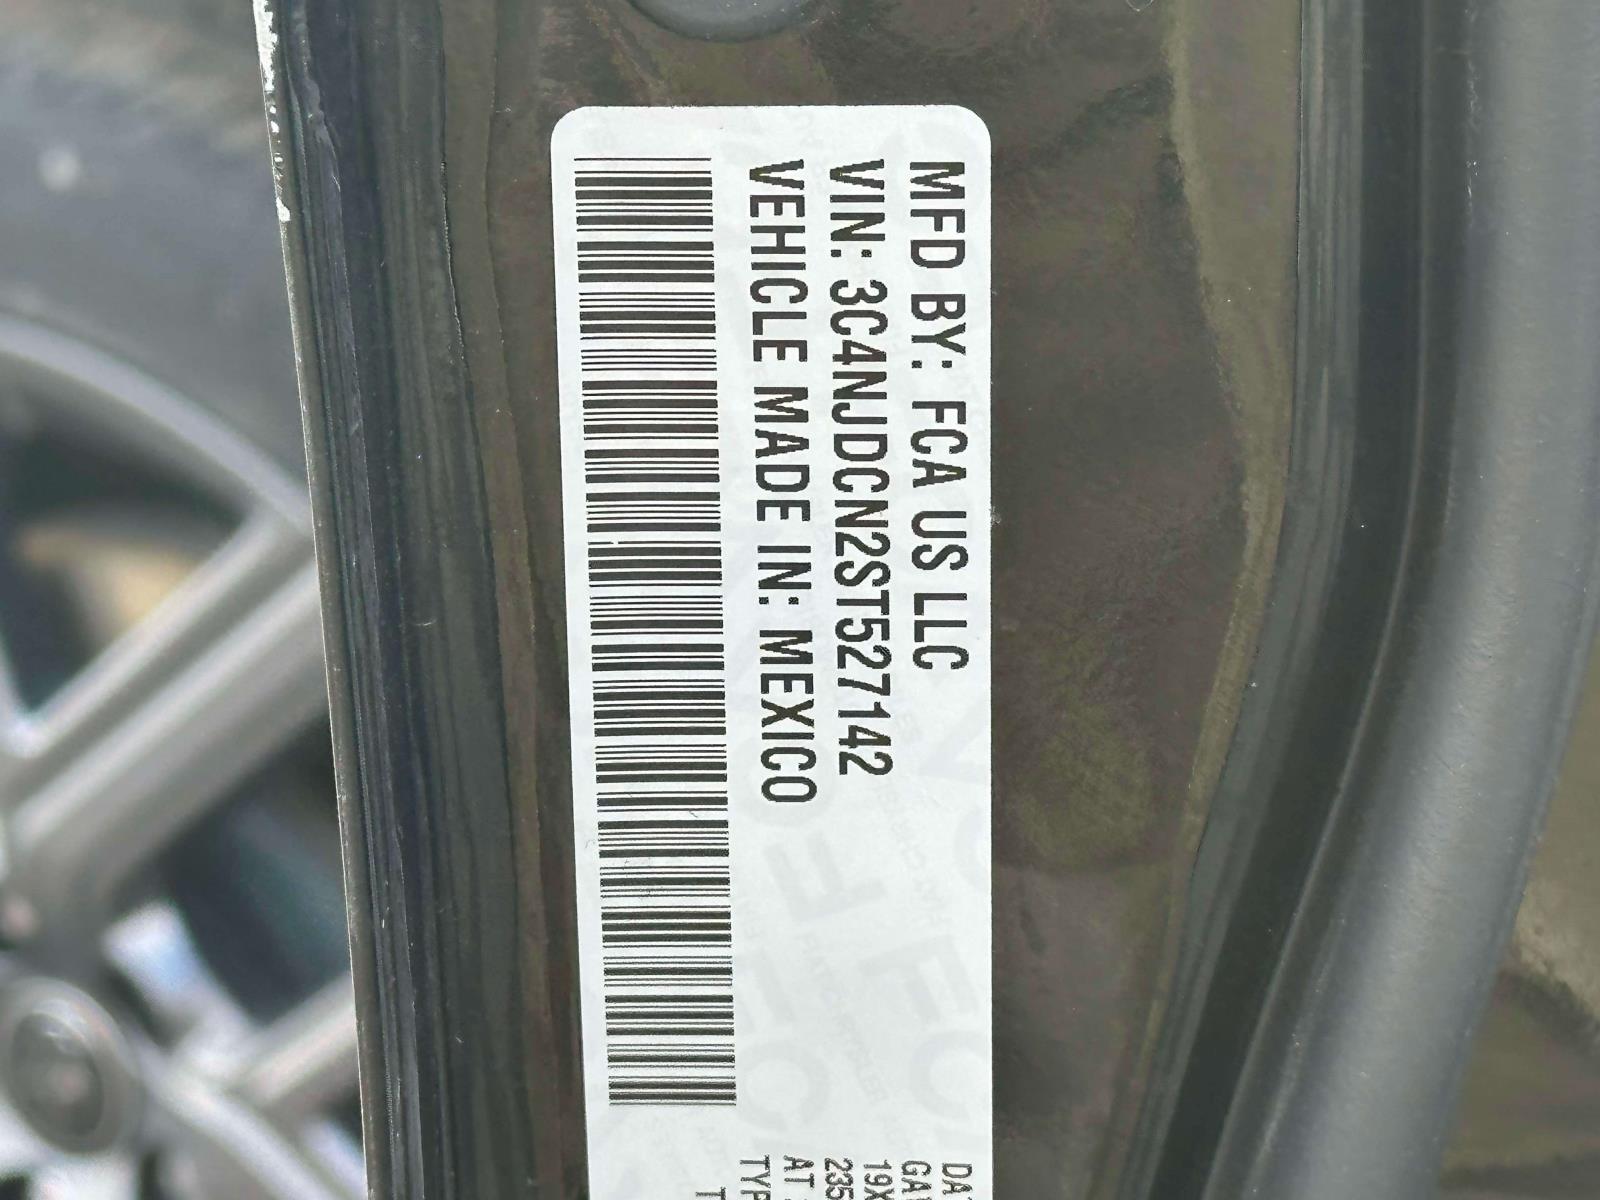 MFD BY: FCA US LLC
VIN: 3C4NJDCN2ST527142
VEHICLE MADE IN: MEXICO